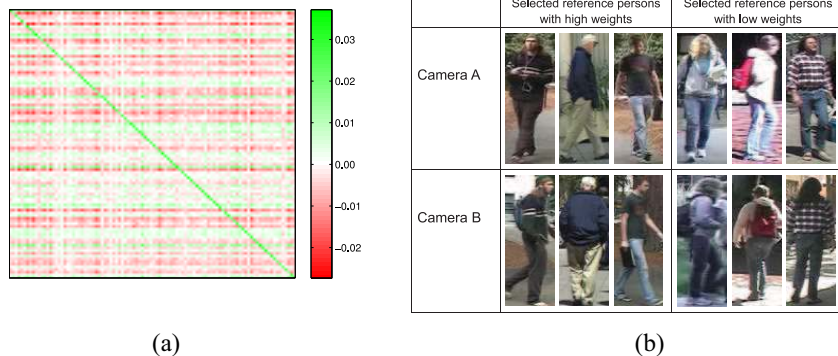 Selected reference persons
with high weights
Selected reference persons
with low weights
Camera A
Camera B
0.03
0.02
0.01
0.00
−0.01
−0.02
(a)
(b)